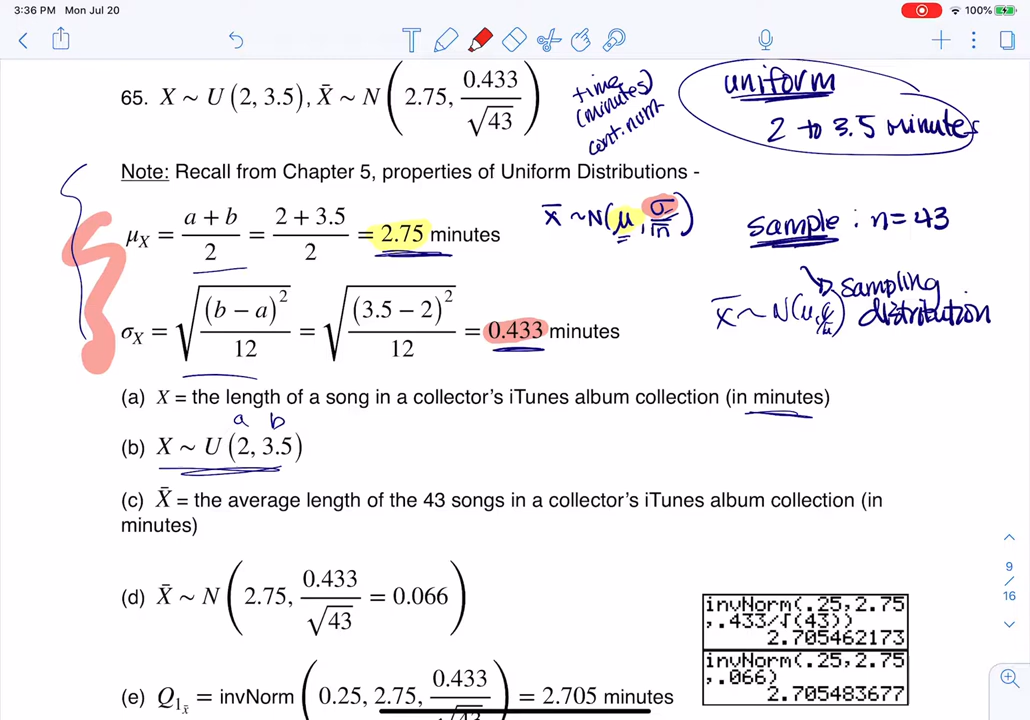 3:36 PM Mon Jul 20
100%
65. X ~ U (2, 3.5), X̄ ~ N (2.75, 0.433/√43)
time
(minutes)
cont. num
uniform
2 to 3.5 minutes
Note: Recall from Chapter 5, properties of Uniform Distributions -
μ_X = (a + b)/2 = (2 + 3.5)/2 = 2.75 minutes
x̄ ~ N(μ, σ/√n)
sample : n = 43
sampling
distribution
x̄ ~ N(μ, σ/√n)
σ_X = √((b − a)²/12) = √((3.5 − 2)²/12) = 0.433 minutes
(a) X = the length of a song in a collector's iTunes album collection (in minutes)
a b
(b) X ~ U (2, 3.5)
(c) X̄ = the average length of the 43 songs in a collector's iTunes album collection (in
minutes)
(d) X̄ ~ N (2.75, 0.433/√43 = 0.066)
invNorm(.25,2.75
,.433/√(43))
2.705462173
invNorm(.25,2.75
,.066)
2.705483677
(e) Q₁_x̄ = invNorm (0.25, 2.75, 0.433/√43) = 2.705 minutes
9
/
16